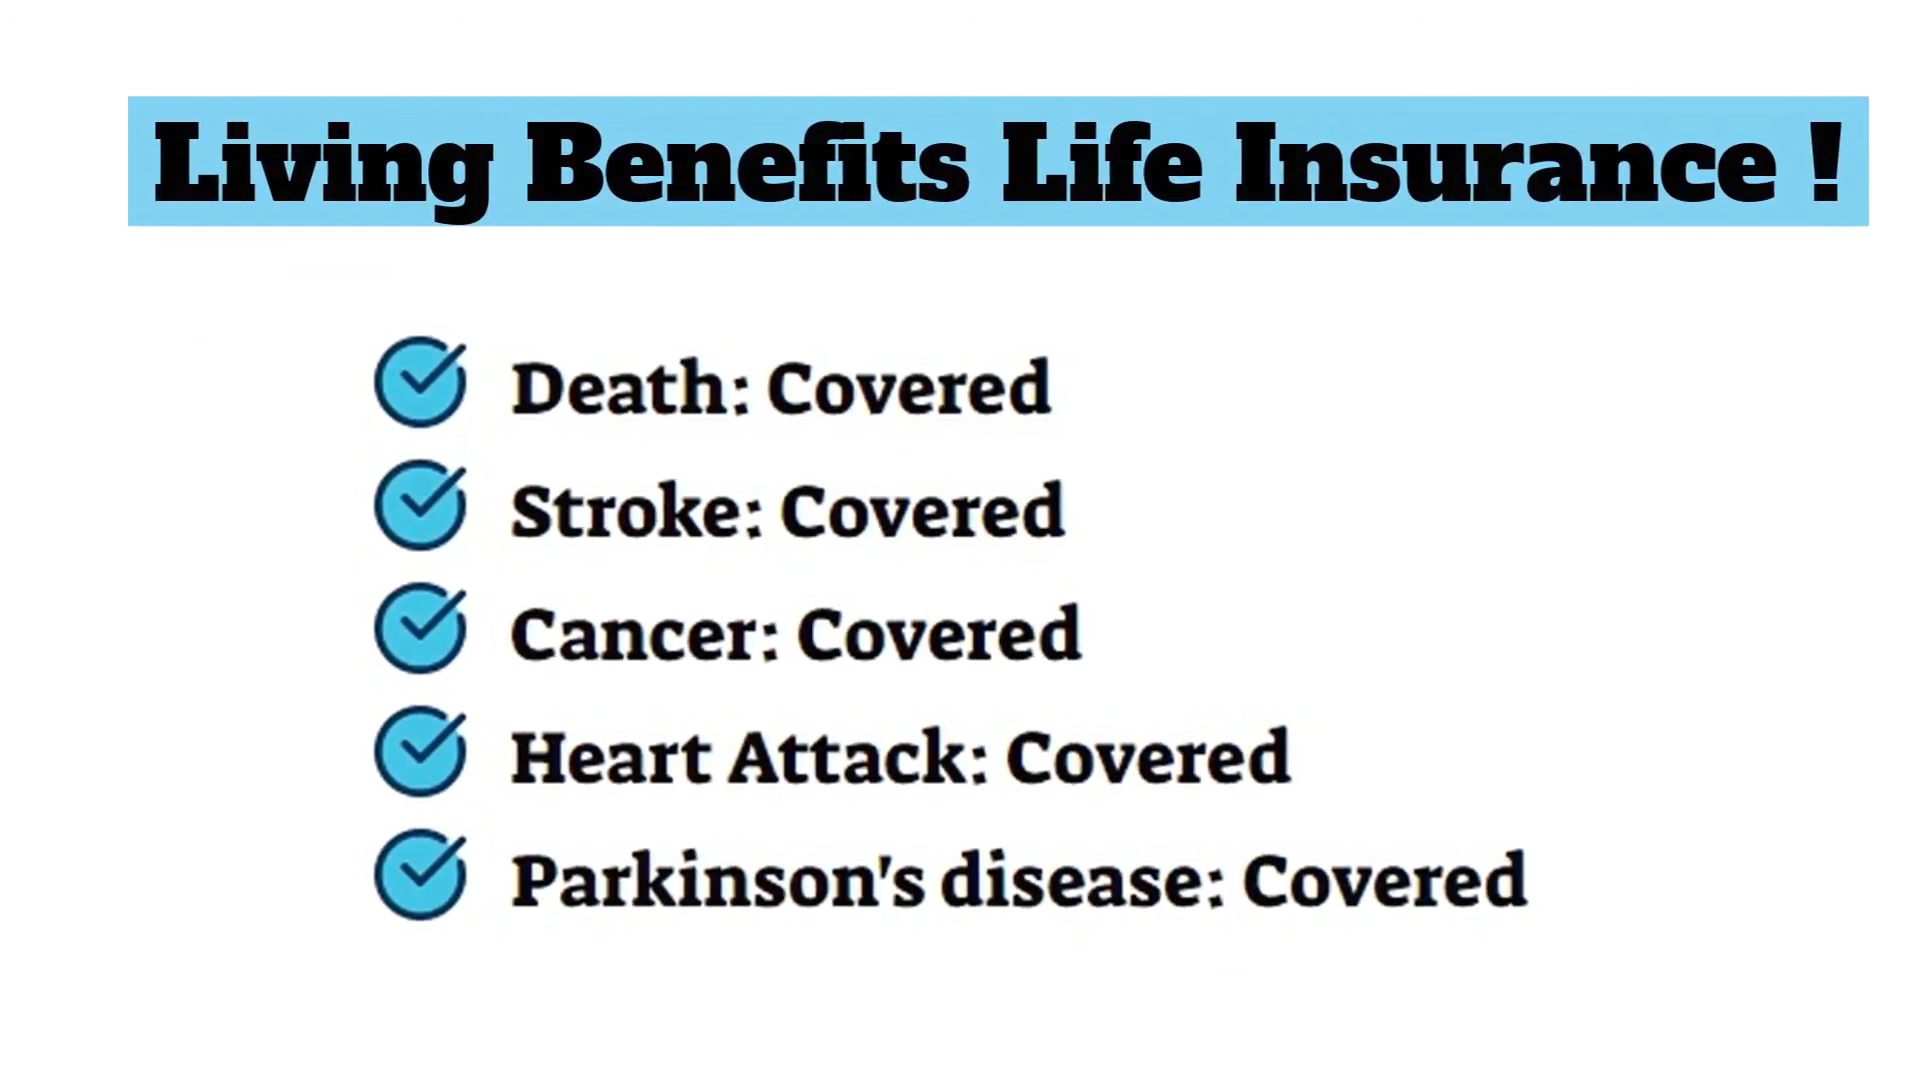 Living Benefits Life Insurance !
Death: Covered
Stroke: Covered
Cancer: Covered
Heart Attack: Covered
Parkinson's disease: Covered